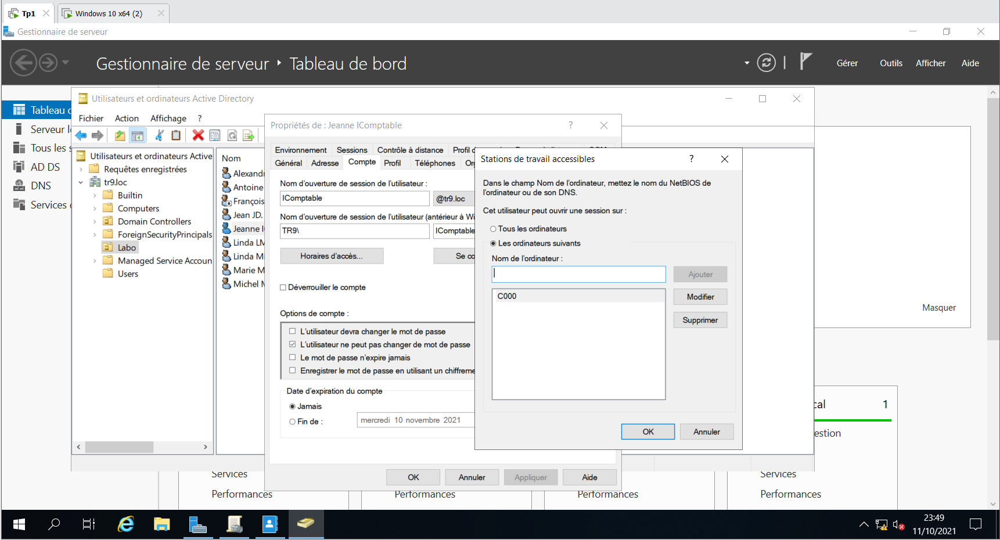 Tp1
Windows 10 x64 (2)
Gestionnaire de serveur
Gestionnaire de serveur
Tableau de bord
Gérer
Outils
Afficher
Aide
Tableau d
Serveur l
Tous les s
AD DS
DNS
Services
Utilisateurs et ordinateurs Active Directory
Fichier
Action
Affichage
?
Utilisateurs et ordinateurs Active
Requêtes enregistrées
tr9.loc
Builtin
Computers
Domain Controllers
ForeignSecurityPrincipals
Labo
Managed Service Accoun
Users
Nom
Alexand
Antoine
François
Jean JD.
Jeanne I
Linda LM
Linda Mi
Marie M
Michel M
Propriétés de : Jeanne IComptable
?
Environnement
Sessions
Contrôle à distance
Profil d
Général
Adresse
Compte
Profil
Téléphones
Org
Nom d'ouverture de session de l'utilisateur :
IComptable
@tr9.loc
Nom d'ouverture de session de l'utilisateur (antérieur à Wi
TR9\
IComptable
Horaires d'accès...
Se co
Déverrouiller le compte
Options de compte :
L'utilisateur devra changer le mot de passe
L'utilisateur ne peut pas changer de mot de passe
Le mot de passe n'expire jamais
Enregistrer le mot de passe en utilisant un chiffreme
Date d'expiration du compte
Jamais
Fin de :
mercredi 10 novembre 2021
OK
Annuler
Appliquer
Aide
Stations de travail accessibles
?
Dans le champ Nom de l'ordinateur, mettez le nom du NetBIOS de
l'ordinateur ou de son DNS.
Cet utilisateur peut ouvrir une session sur :
Tous les ordinateurs
Les ordinateurs suivants
Nom de l'ordinateur :
Ajouter
C000
Modifier
Supprimer
OK
Annuler
Masquer
cal
1
estion
Services
Services
Performances
Performances
Performances
Performances
23:49
11/10/2021